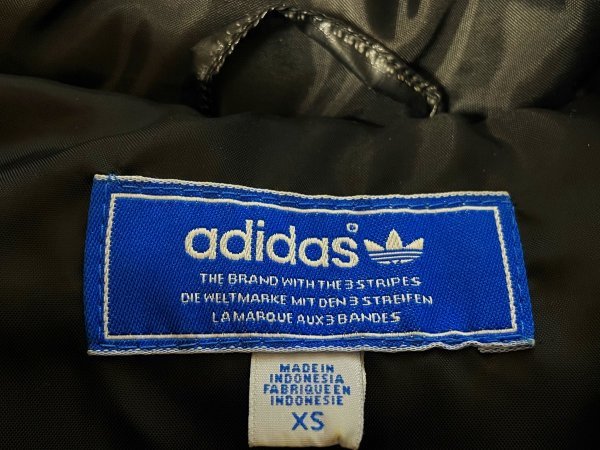 adidas
THE BRAND WITH THE 3 STRIPES
DIE WELTMARKE MIT DEN 3 STREIFEN
LA MARQUE AUX 3 BANDES
MADE IN
INDONESIA
FABRIQUE EN
INDONESIE
XS